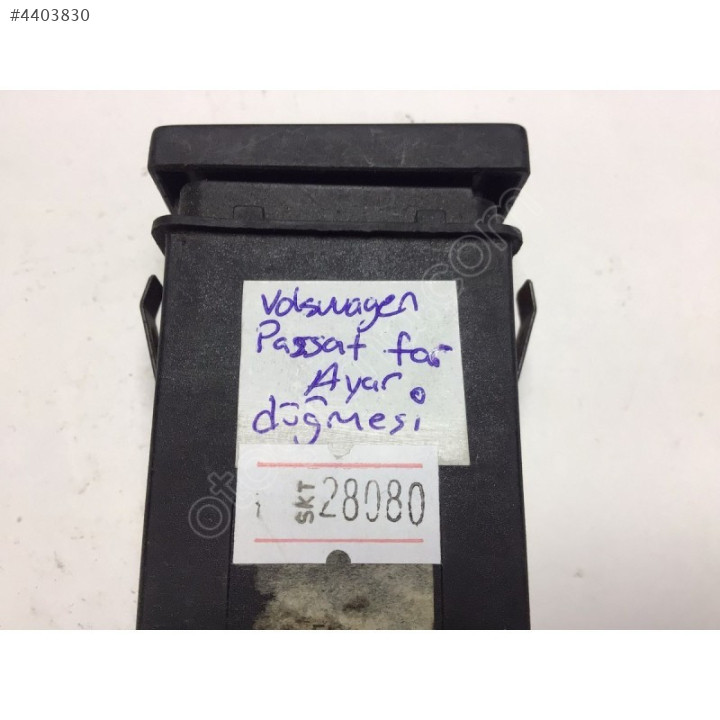 #4403830
Volswagen
Passat far
Ayar
düğmesi
SKT 28080